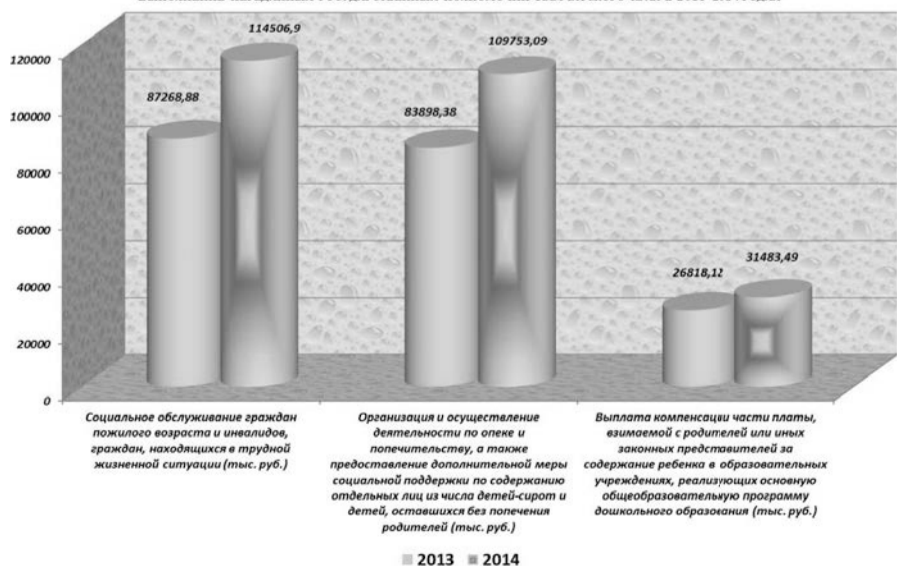 114506,9
109753,09
120000
87268,88
83898,38
100000
80000
60000
31483,49
26818,12
40000
20000
0
Социальное обслуживание граждан
пожилого возраста и инвалидов,
граждан, находящихся в трудной
жизненной ситуации (тыс. руб.)
Организация и осуществление
деятельности по опеке и
попечительству, а также
предоставление дополнительной меры
социальной поддержки по содержанию
отдельных лиц из числа детей-сирот и
детей, оставшихся без попечения
родителей (тыс. руб.)
Выплата компенсации части платы,
взимаемой с родителей или иных
законных представителей за
содержание ребенка в образовательных
учреждениях, реализующих основную
общеобразовательную программу
дошкольного образования (тыс. руб.)
2013 2014